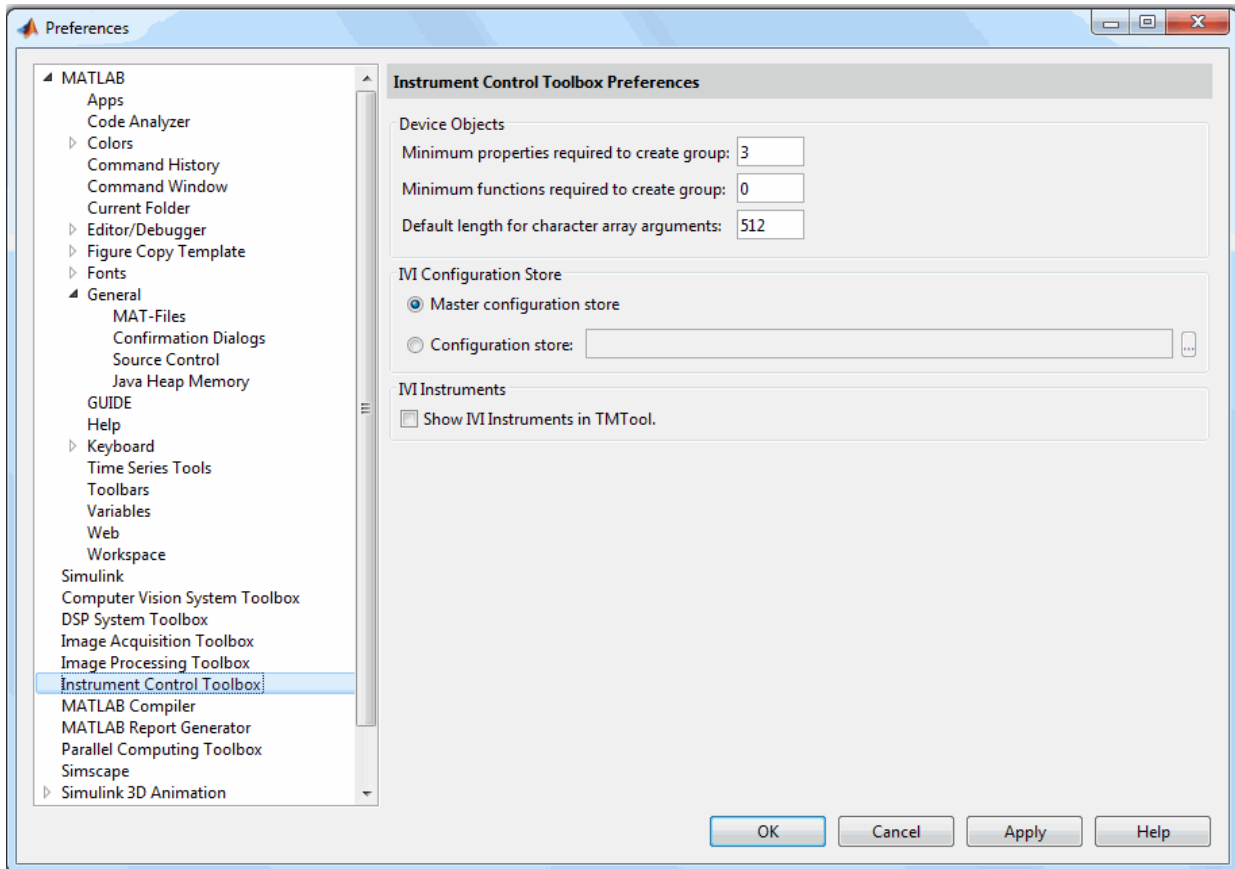 Preferences
MATLAB
Apps
Code Analyzer
Colors
Command History
Command Window
Current Folder
Editor/Debugger
Figure Copy Template
Fonts
General
MAT-Files
Confirmation Dialogs
Source Control
Java Heap Memory
GUIDE
Help
Keyboard
Time Series Tools
Toolbars
Variables
Web
Workspace
Simulink
Computer Vision System Toolbox
DSP System Toolbox
Image Acquisition Toolbox
Image Processing Toolbox
Instrument Control Toolbox
MATLAB Compiler
MATLAB Report Generator
Parallel Computing Toolbox
Simscape
Simulink 3D Animation
Instrument Control Toolbox Preferences
Device Objects
Minimum properties required to create group: 3
Minimum functions required to create group: 0
Default length for character array arguments: 512
IVI Configuration Store
Master configuration store
Configuration store: ...
IVI Instruments
Show IVI Instruments in TMTool.
OK Cancel Apply Help